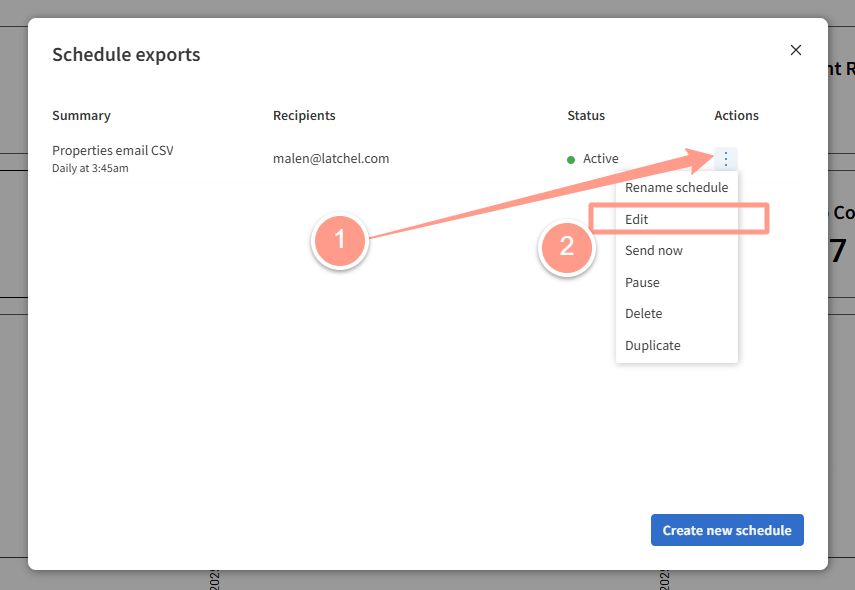 Schedule exports
nt R
Summary
Recipients
Status
Actions
Properties email CSV
Daily at 3:45am
malen@latchel.com
Active
1
Rename schedule
2
Edit
Send now
Pause
Delete
Duplicate
Co
7
Create new schedule
202
202